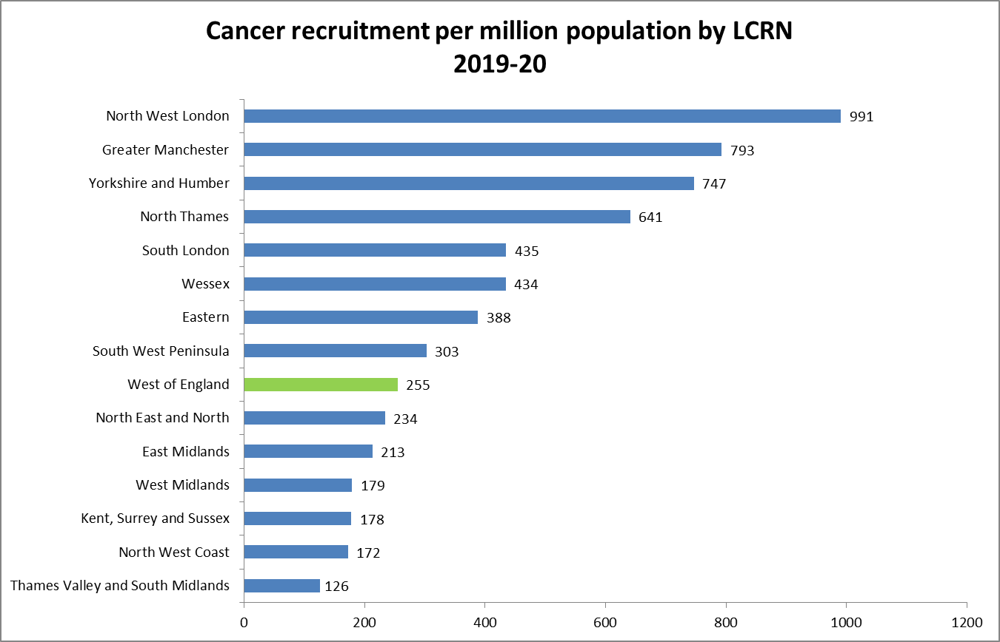 Cancer recruitment per million population by LCRN
2019-20
North West London 991
Greater Manchester 793
Yorkshire and Humber 747
North Thames 641
South London 435
Wessex 434
Eastern 388
South West Peninsula 303
West of England 255
North East and North 234
East Midlands 213
West Midlands 179
Kent, Surrey and Sussex 178
North West Coast 172
Thames Valley and South Midlands 126
0 200 400 600 800 1000 1200